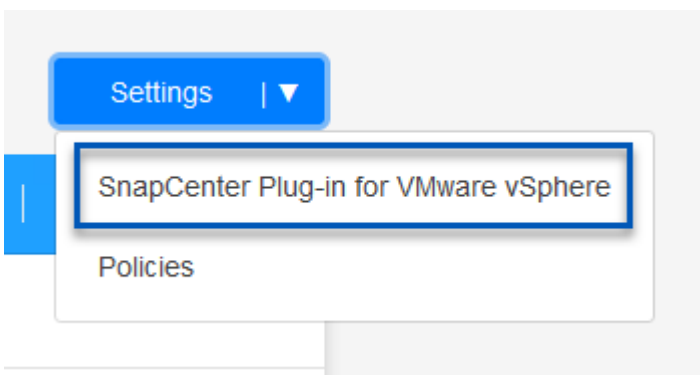 Settings | ▼
SnapCenter Plug-in for VMware vSphere
Policies